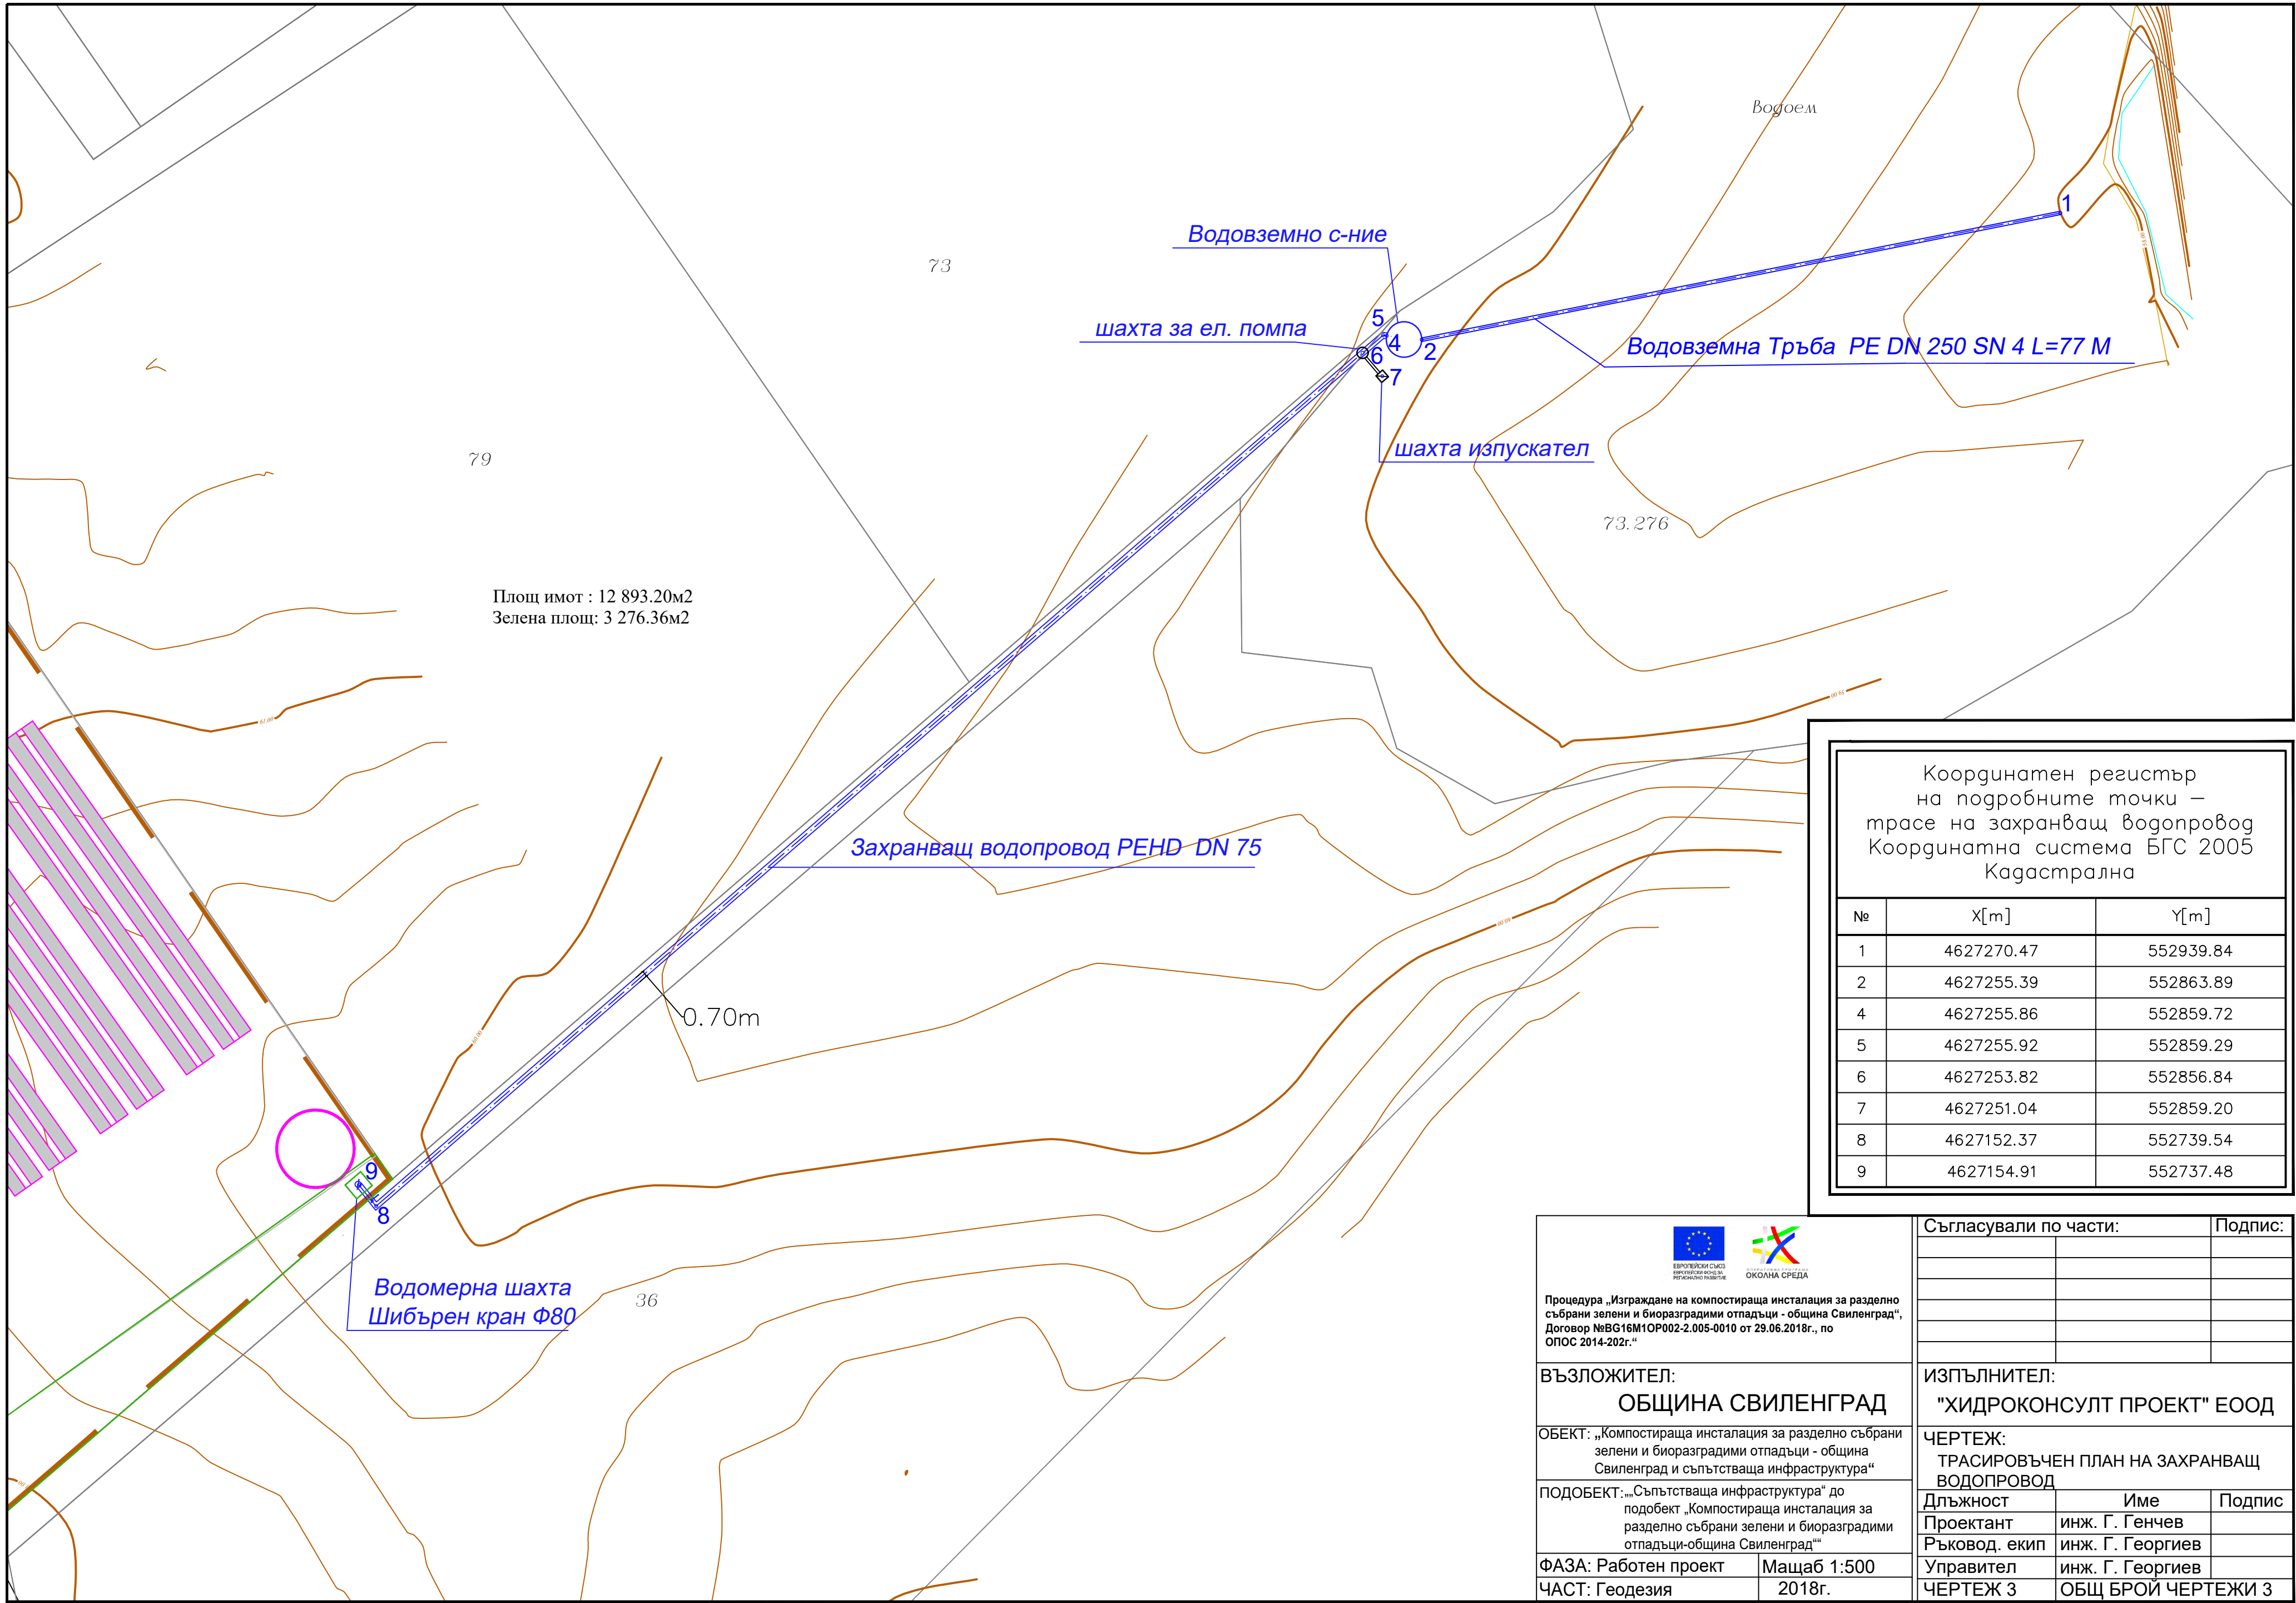 Водоем
1
Водовземно с-ние
73
шахта за ел. помпа
5
4
2
6
7
Водовземна Тръба PE DN 250 SN 4 L=77 М
шахта изпускател
79
73.276
Площ имот : 12 893.20м2
Зелена площ: 3 276.36м2
Захранващ водопровод PEHD DN 75
0.70m
9
8
Водомерна шахта
Шибърен кран Ф80
36
Координатен регистър
на подробните точки –
трасе на захранващ водопровод
Координатна система БГС 2005
Кадастрална
№ X[m] Y[m]
1 4627270.47 552939.84
2 4627255.39 552863.89
4 4627255.86 552859.72
5 4627255.92 552859.29
6 4627253.82 552856.84
7 4627251.04 552859.20
8 4627152.37 552739.54
9 4627154.91 552737.48
ЕВРОПЕЙСКИ СЪЮЗ
ЕВРОПЕЙСКИ ФОНД ЗА
РЕГИОНАЛНО РАЗВИТИЕ
ОПЕРАТИВНА ПРОГРАМА
ОКОЛНА СРЕДА
Процедура „Изграждане на компостираща инсталация за разделно
събрани зелени и биоразградими отпадъци - община Свиленград“,
Договор №BG16M1OP002-2.005-0010 от 29.06.2018г., по
ОПОС 2014-202г.“
ВЪЗЛОЖИТЕЛ:
ОБЩИНА СВИЛЕНГРАД
ОБЕКТ: „Компостираща инсталация за разделно събрани
зелени и биоразградими отпадъци - община
Свиленград и съпътстваща инфраструктура“
ПОДОБЕКТ:„„Съпътстваща инфраструктура“ до
подобект „Компостираща инсталация за
разделно събрани зелени и биоразградими
отпадъци-община Свиленград““
ФАЗА: Работен проект Мащаб 1:500
ЧАСТ: Геодезия 2018г.
Съгласували по части: Подпис:
ИЗПЪЛНИТЕЛ:
"ХИДРОКОНСУЛТ ПРОЕКТ" ЕООД
ЧЕРТЕЖ:
ТРАСИРОВЪЧЕН ПЛАН НА ЗАХРАНВАЩ
ВОДОПРОВОД
Длъжност Име Подпис
Проектант инж. Г. Генчев
Ръковод. екип инж. Г. Георгиев
Управител инж. Г. Георгиев
ЧЕРТЕЖ 3 ОБЩ БРОЙ ЧЕРТЕЖИ 3